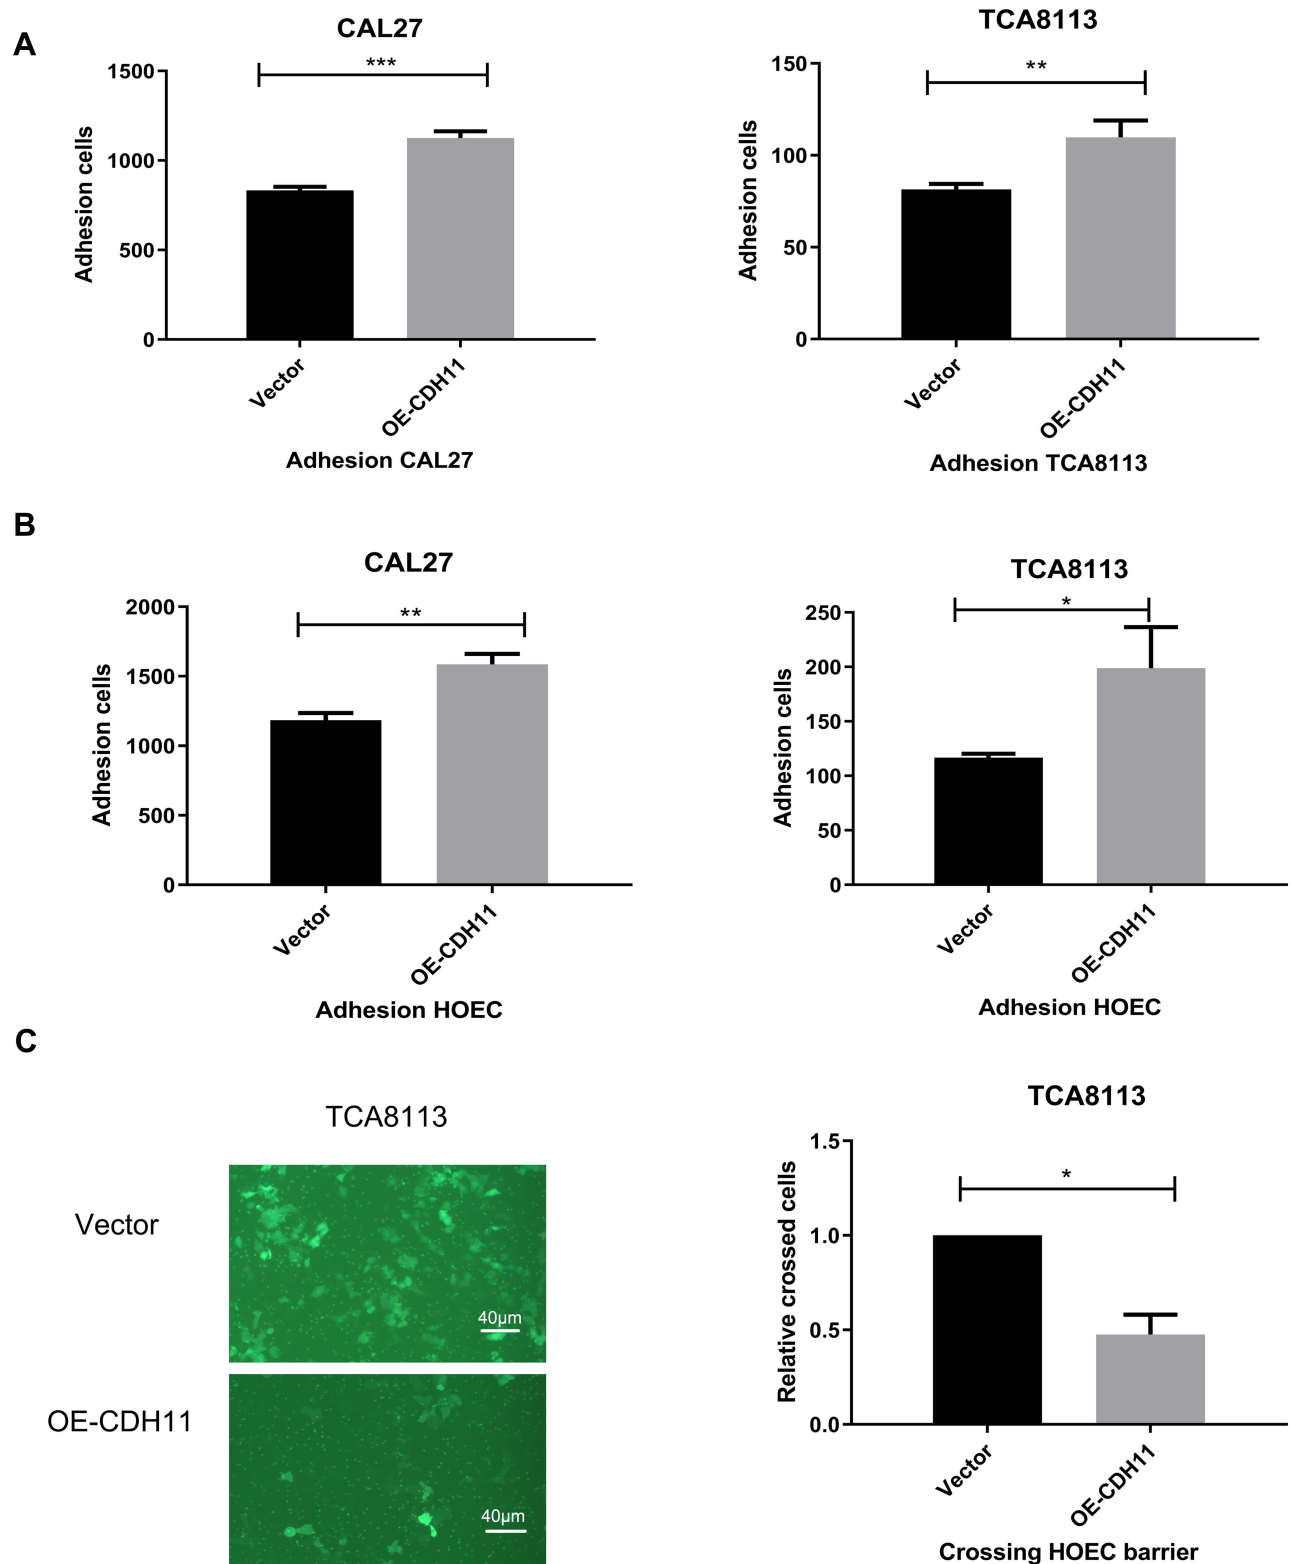 A
CAL27
***
1500
1000
500
0
Adhesion cells
Vector
OE-CDH11
Adhesion CAL27
TCA8113
**
150
100
50
0
Adhesion cells
Vector
OE-CDH11
Adhesion TCA8113
B
CAL27
**
2000
1500
1000
500
0
Adhesion cells
Vector
OE-CDH11
Adhesion HOEC
TCA8113
*
250
200
150
100
50
0
Adhesion cells
Vector
OE-CDH11
Adhesion HOEC
C
TCA8113
Vector
40μm
OE-CDH11
40μm
TCA8113
*
1.5
1.0
0.5
0.0
Relative crossed cells
Vector
OE-CDH11
Crossing HOEC barrier